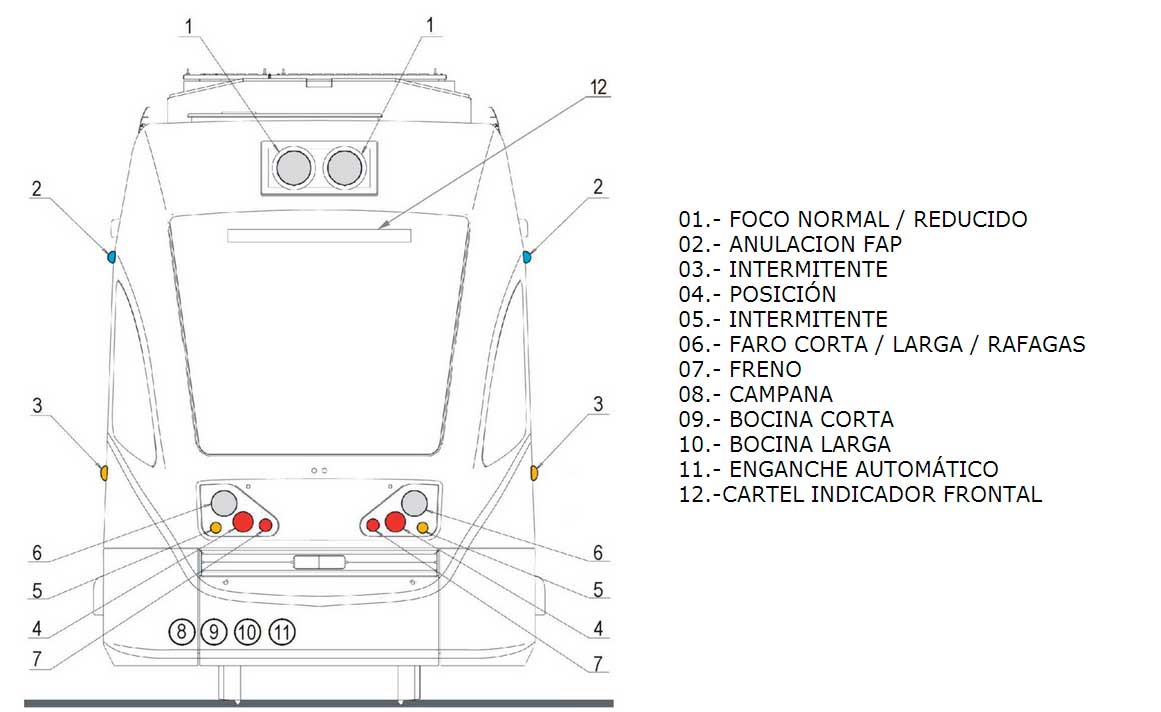 1
1
12
2
2
3
3
6
6
5
5
4
4
7
7
8 9 10 11
01.- FOCO NORMAL / REDUCIDO
02.- ANULACION FAP
03.- INTERMITENTE
04.- POSICIÓN
05.- INTERMITENTE
06.- FARO CORTA / LARGA / RAFAGAS
07.- FRENO
08.- CAMPANA
09.- BOCINA CORTA
10.- BOCINA LARGA
11.- ENGANCHE AUTOMÁTICO
12.-CARTEL INDICADOR FRONTAL